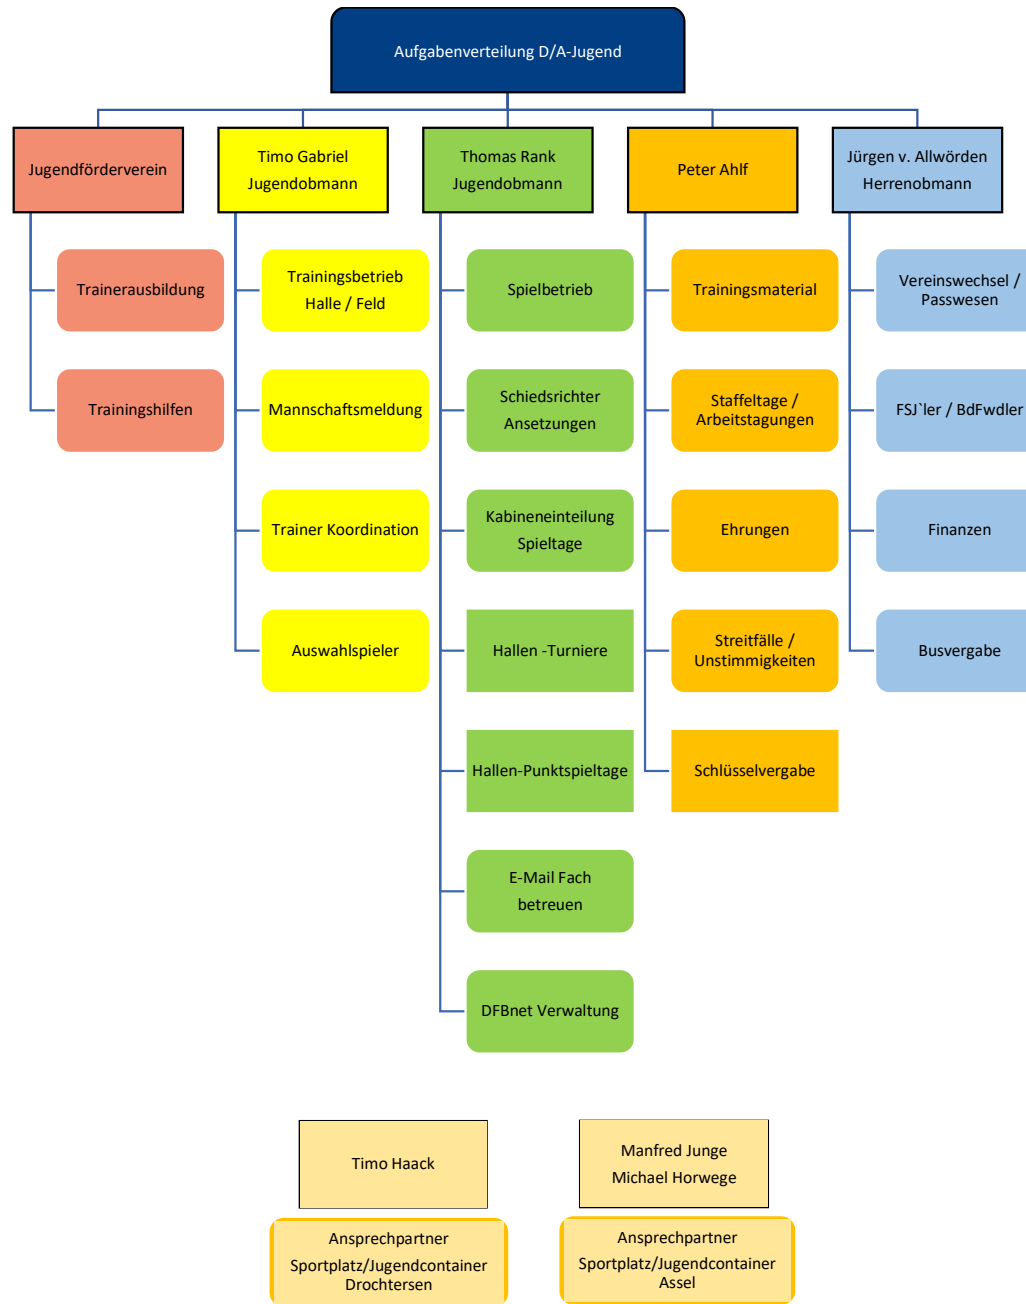 Aufgabenverteilung D/A-Jugend
Jugendförderverein
Trainerausbildung
Trainingshilfen
Timo Gabriel
Jugendobmann
Trainingsbetrieb
Halle / Feld
Mannschaftsmeldung
Trainer Koordination
Auswahlspieler
Thomas Rank
Jugendobmann
Spielbetrieb
Schiedsrichter
Ansetzungen
Kabineneinteilung
Spieltage
Hallen -Turniere
Hallen-Punktspieltage
E-Mail Fach
betreuen
DFBnet Verwaltung
Peter Ahlf
Trainingsmaterial
Staffeltage /
Arbeitstagungen
Ehrungen
Streitfälle /
Unstimmigkeiten
Schlüsselvergabe
Jürgen v. Allwörden
Herrenobmann
Vereinswechsel /
Passwesen
FSJ`ler / BdFwdler
Finanzen
Busvergabe
Timo Haack
Ansprechpartner
Sportplatz/Jugendcontainer
Drochtersen
Manfred Junge
Michael Horwege
Ansprechpartner
Sportplatz/Jugendcontainer
Assel